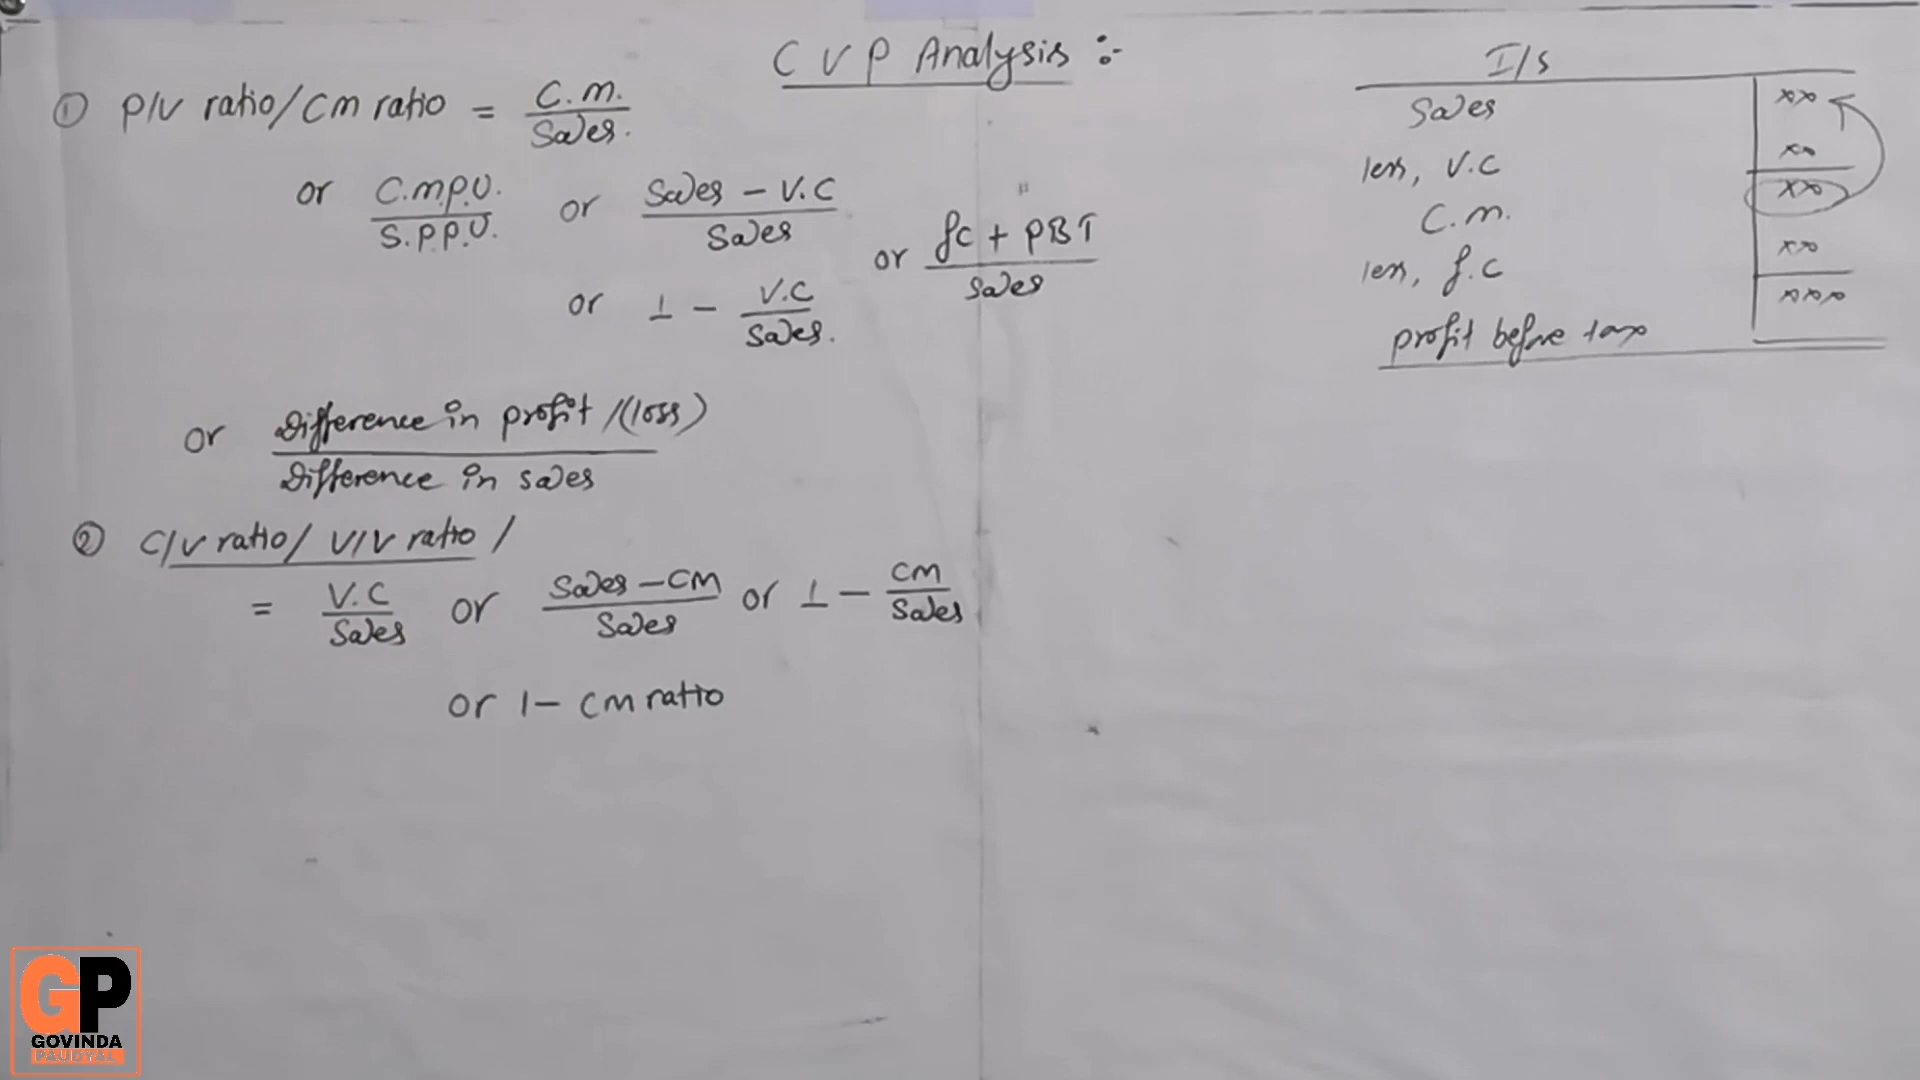 C V P Analysis :-
① P/V ratio/CM ratio = C.M. / Sales.
or C.M.P.U. / S.P.P.U. or Sales - V.C / Sales
or fc + PBT / Sales
or 1 - V.C / Sales.
or Difference in profit /(loss) / Difference in sales
② C/V ratio/ V/V ratio /
= V.C / Sales or Sales - CM / Sales or 1 - CM / Sales
or 1 - CM ratio
I/S
Sales xx
less, V.C xx
C.M. xx
less, f.C xx
profit before tax xxx
GP
GOVINDA
PAUDYAL